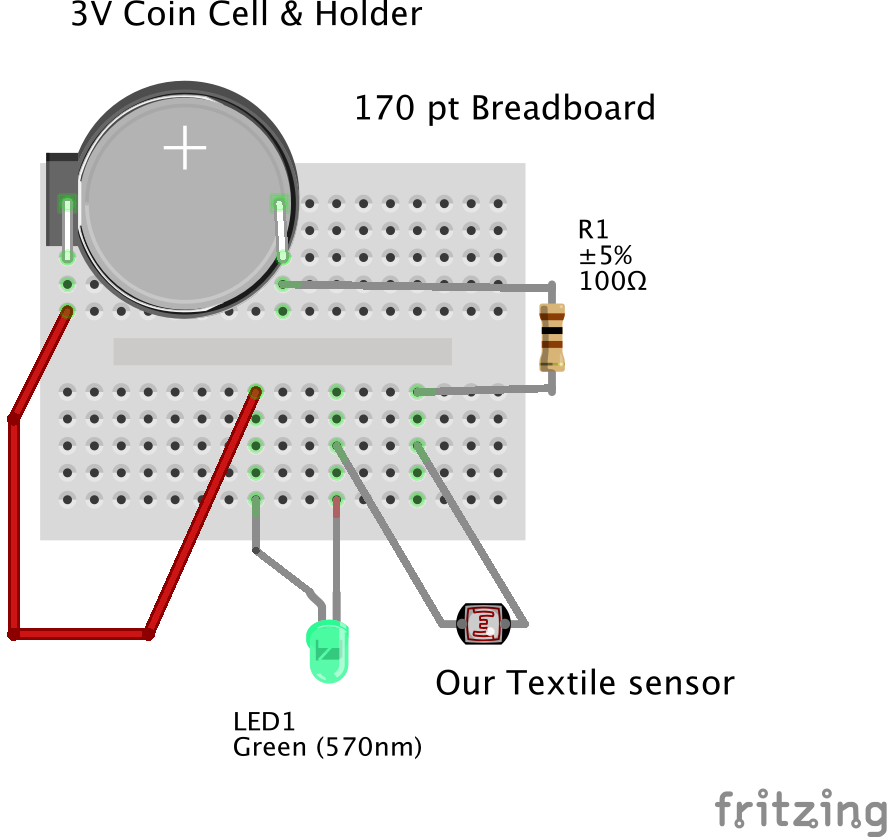 3V Coin Cell & Holder
170 pt Breadboard
R1
±5%
100Ω
Our Textile sensor
LED1
Green (570nm)
fritzing